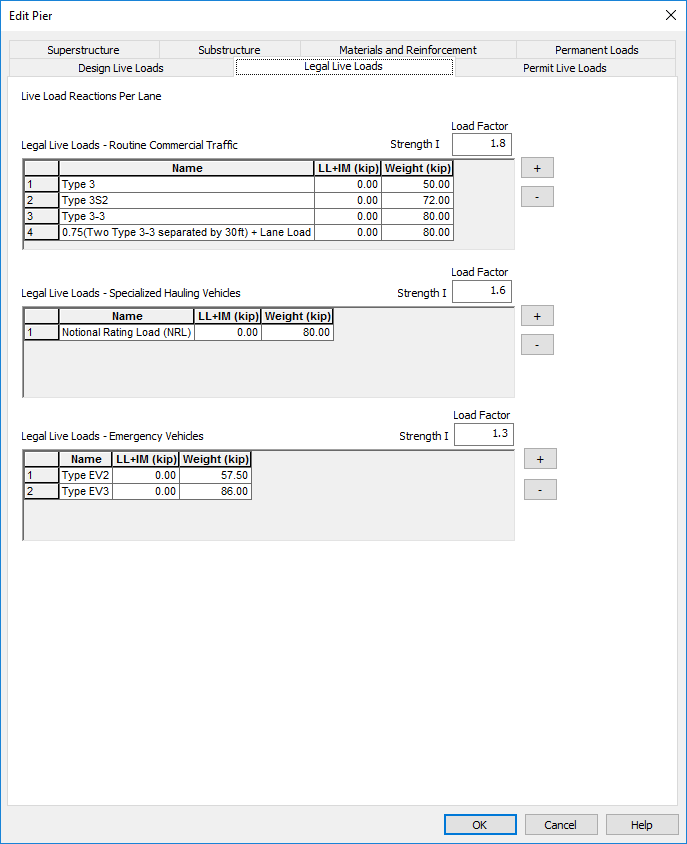 Edit Pier
Superstructure Substructure Materials and Reinforcement Permanent Loads
Design Live Loads Legal Live Loads Permit Live Loads
Live Load Reactions Per Lane
Load Factor
Legal Live Loads - Routine Commercial Traffic Strength I 1.8
Name LL+IM (kip) Weight (kip) +
1 Type 3 0.00 50.00
2 Type 3S2 0.00 72.00 -
3 Type 3-3 0.00 80.00
4 0.75(Two Type 3-3 separated by 30ft) + Lane Load 0.00 80.00
Load Factor
Legal Live Loads - Specialized Hauling Vehicles Strength I 1.6
Name LL+IM (kip) Weight (kip) +
1 Notional Rating Load (NRL) 0.00 80.00
-
Load Factor
Legal Live Loads - Emergency Vehicles Strength I 1.3
Name LL+IM (kip) Weight (kip) +
1 Type EV2 0.00 57.50
2 Type EV3 0.00 86.00 -
OK Cancel Help